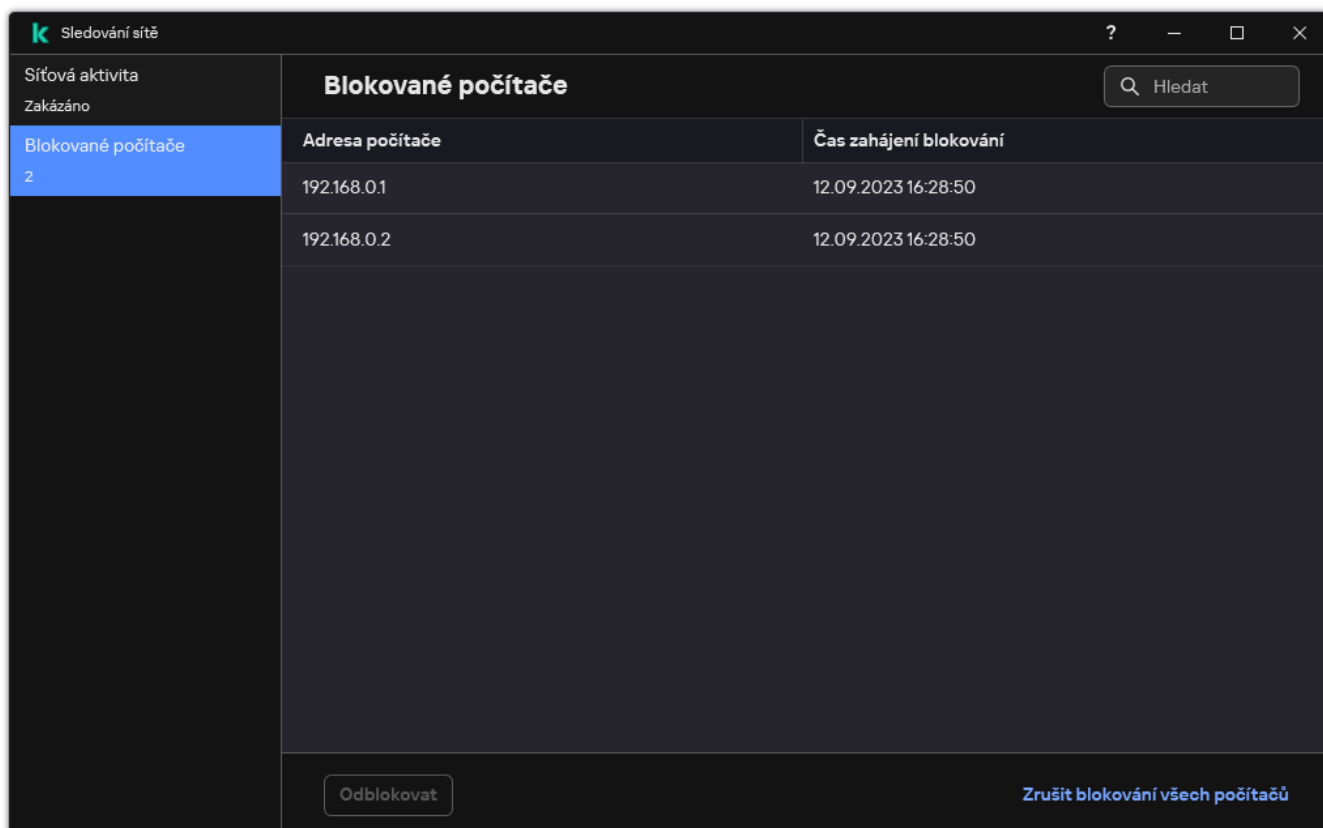 Sledování sítě
?
Síťová aktivita
Zakázáno
Blokované počítače
2
Blokované počítače
Hledat
Adresa počítače Čas zahájení blokování
192.168.0.1 12.09.2023 16:28:50
192.168.0.2 12.09.2023 16:28:50
Odblokovat
Zrušit blokování všech počítačů